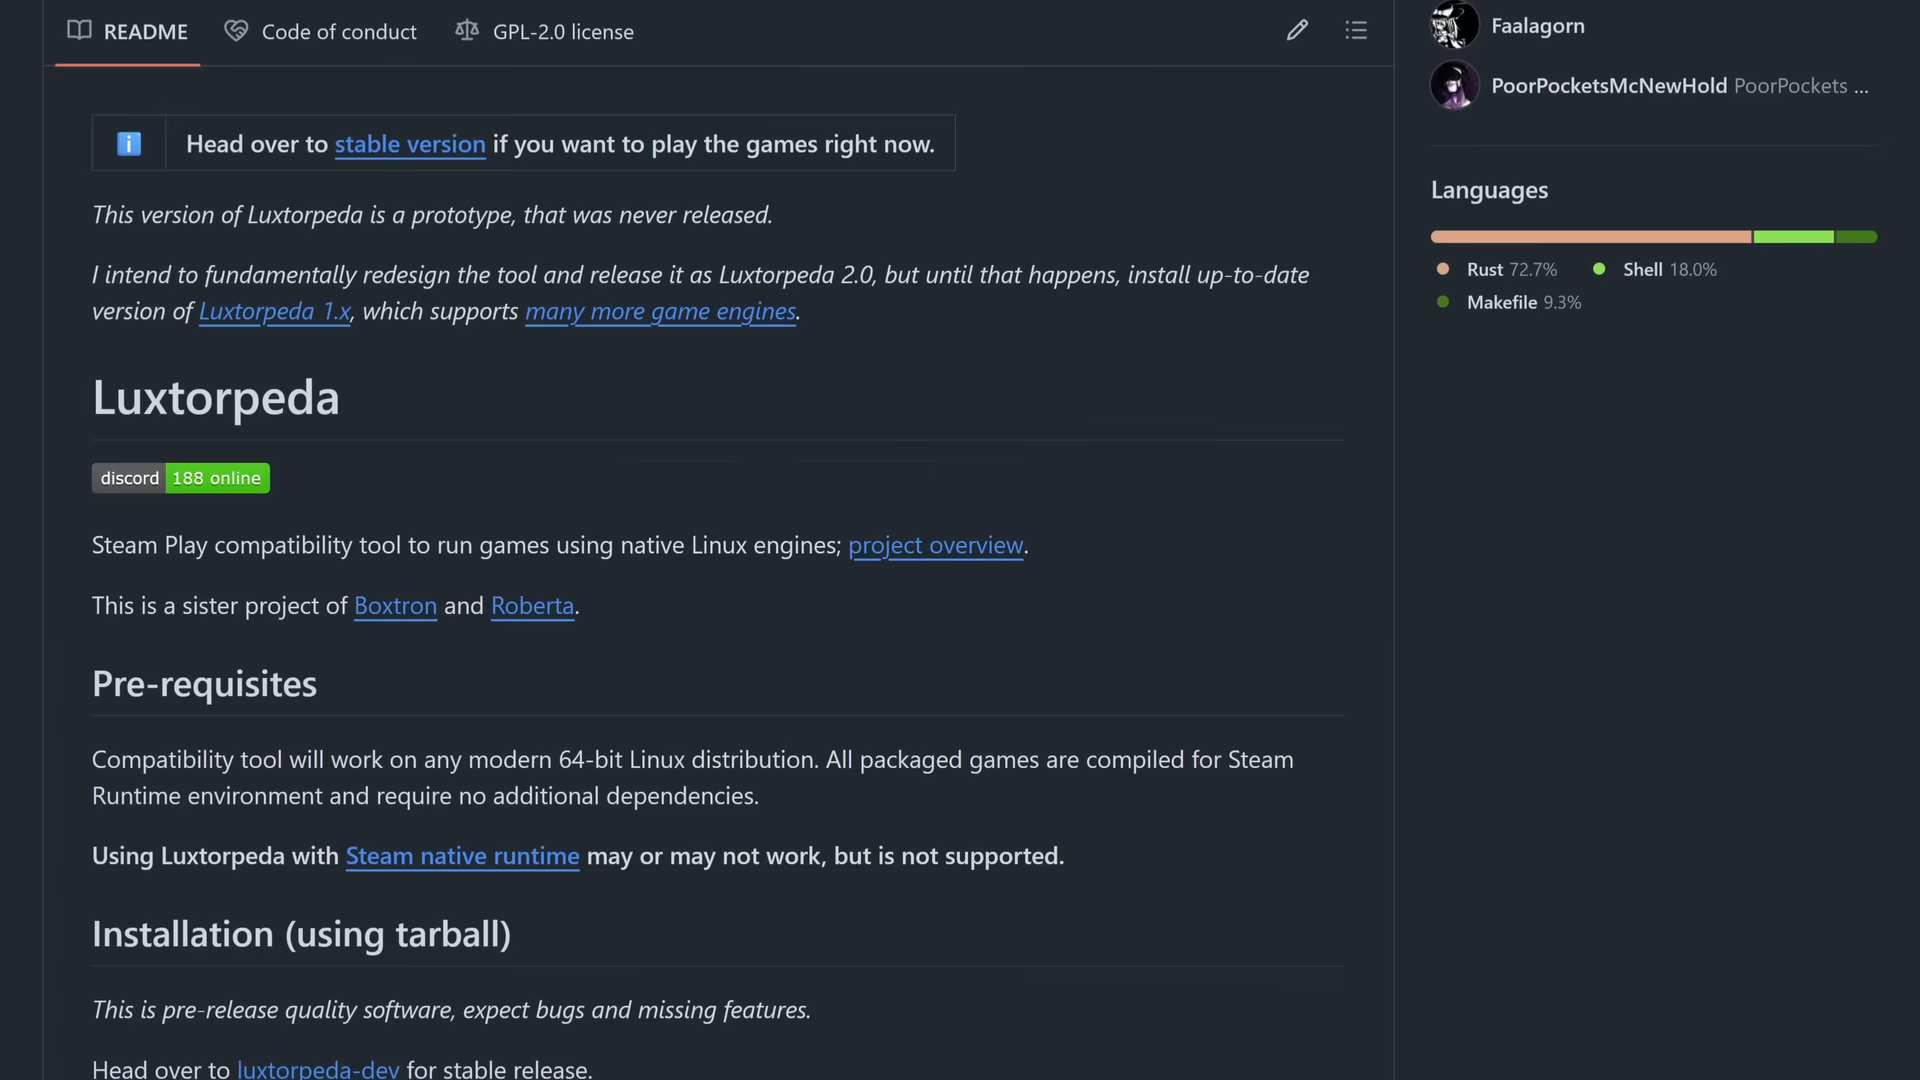 README
Code of conduct
GPL-2.0 license
Head over to stable version if you want to play the games right now.
This version of Luxtorpeda is a prototype, that was never released.
I intend to fundamentally redesign the tool and release it as Luxtorpeda 2.0, but until that happens, install up-to-date
version of Luxtorpeda 1.x, which supports many more game engines.
Luxtorpeda
discord 188 online
Steam Play compatibility tool to run games using native Linux engines; project overview.
This is a sister project of Boxtron and Roberta.
Pre-requisites
Compatibility tool will work on any modern 64-bit Linux distribution. All packaged games are compiled for Steam
Runtime environment and require no additional dependencies.
Using Luxtorpeda with Steam native runtime may or may not work, but is not supported.
Installation (using tarball)
This is pre-release quality software, expect bugs and missing features.
Head over to luxtorpeda-dev for stable release.
Faalagorn
PoorPocketsMcNewHold PoorPockets ...
Languages
Rust 72.7%
Shell 18.0%
Makefile 9.3%